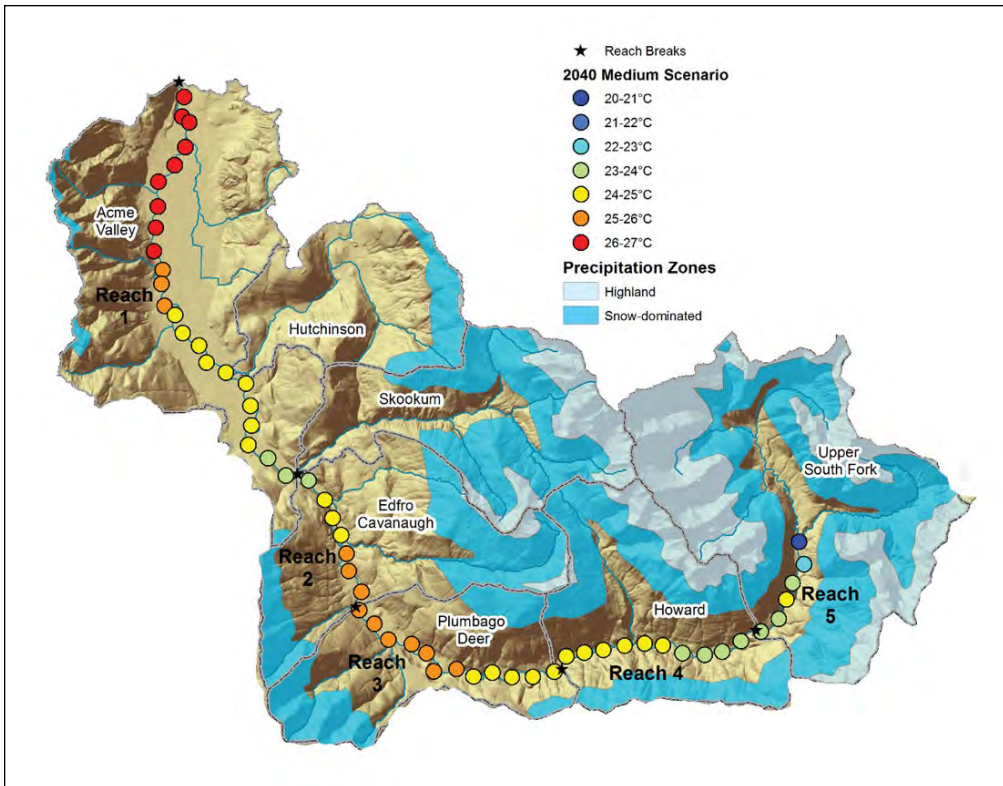 Reach Breaks
2040 Medium Scenario
20-21°C
21-22°C
22-23°C
23-24°C
24-25°C
25-26°C
26-27°C
Precipitation Zones
Highland
Snow-dominated
Acme
Valley
Reach
1
Hutchinson
Skookum
Upper
South Fork
Edfro
Cavanaugh
Reach
2
Reach
5
Howard
Plumbago
Deer
Reach
3
Reach 4